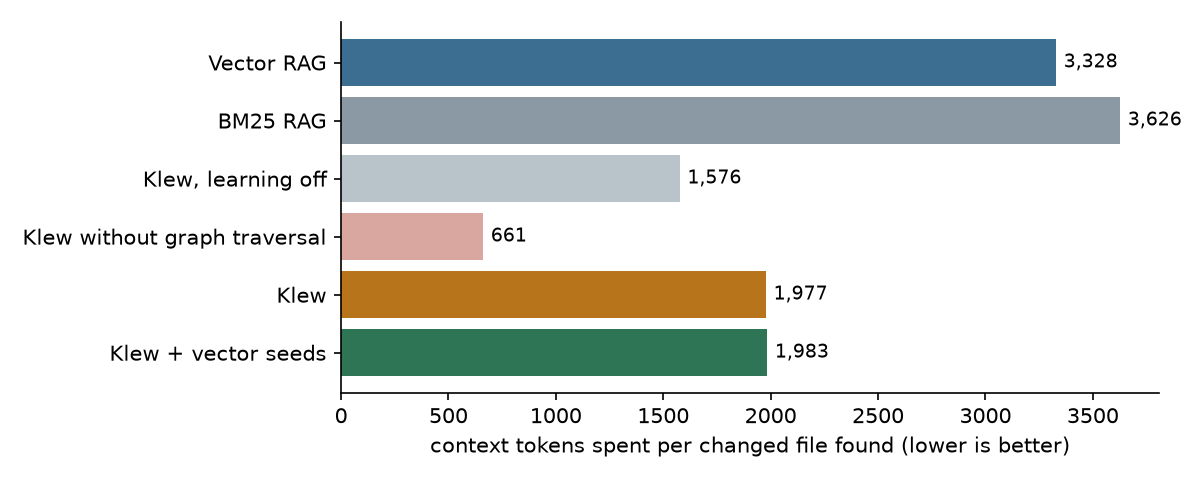 Vector RAG
3,328
BM25 RAG
3,626
Klew, learning off
1,576
Klew without graph traversal
661
Klew
1,977
Klew + vector seeds
1,983
0 500 1000 1500 2000 2500 3000 3500
context tokens spent per changed file found (lower is better)